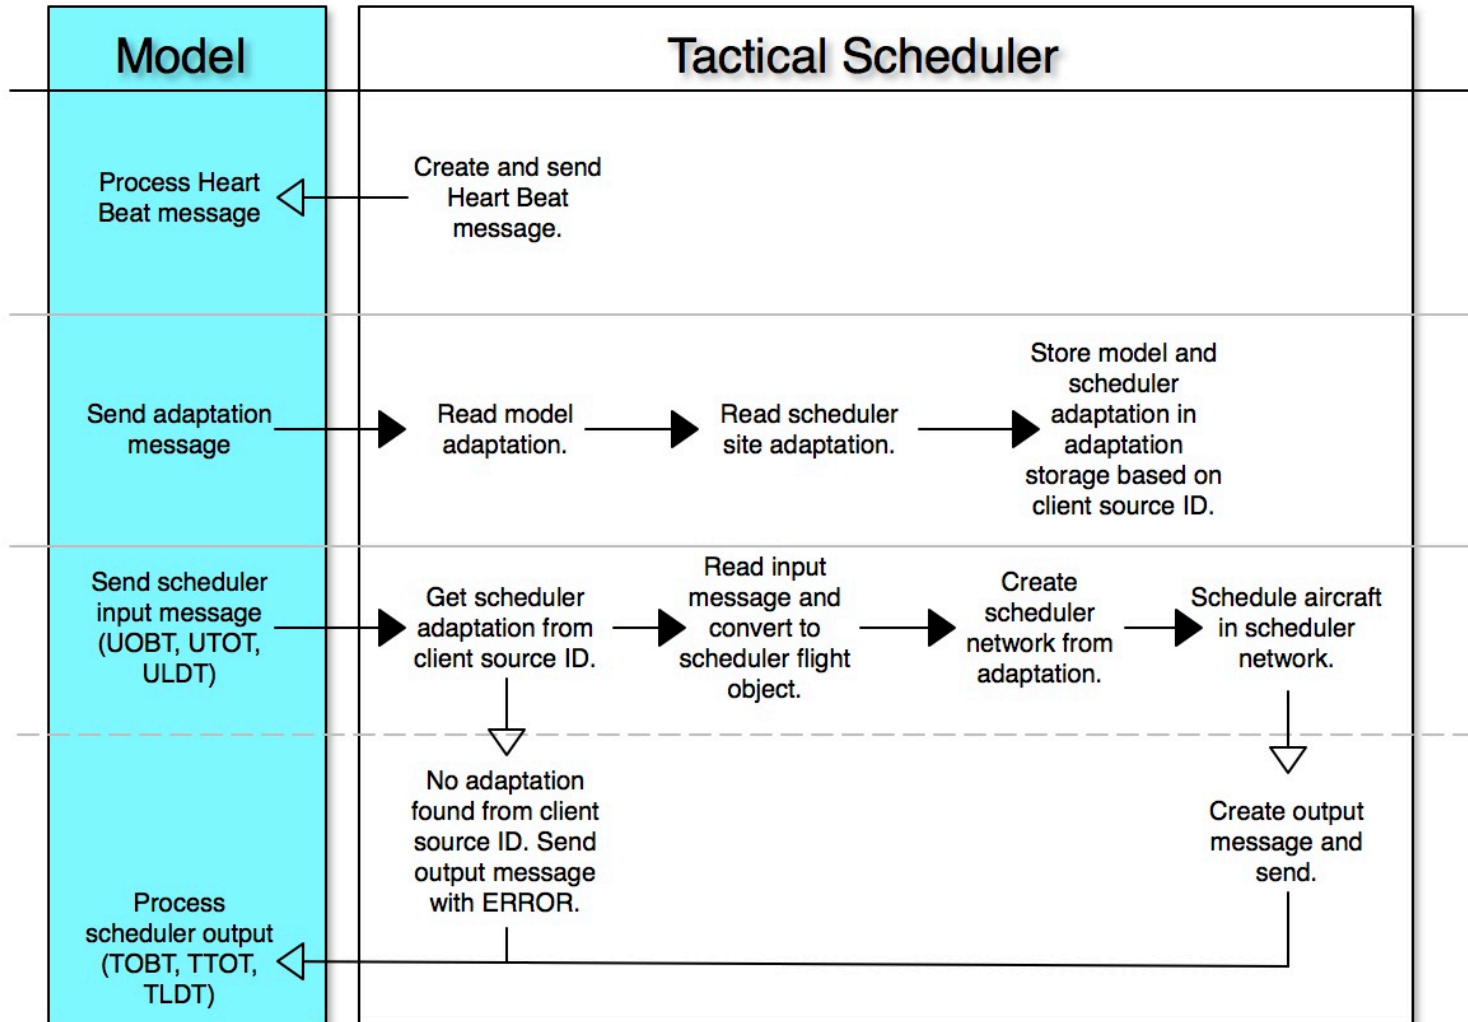 Model
Tactical Scheduler
Process Heart
Beat message
Create and send
Heart Beat
message.
Send adaptation
message
Read model
adaptation.
Read scheduler
site adaptation.
Store model and
scheduler
adaptation in
adaptation
storage based on
client source ID.
Send scheduler
input message
(UOBT, UTOT,
ULDT)
Get scheduler
adaptation from
client source ID.
Read input
message and
convert to
scheduler flight
object.
Create
scheduler
network from
adaptation.
Schedule aircraft
in scheduler
network.
No adaptation
found from client
source ID. Send
output message
with ERROR.
Create output
message and
send.
Process
scheduler output
(TOBT, TTOT,
TLDT)